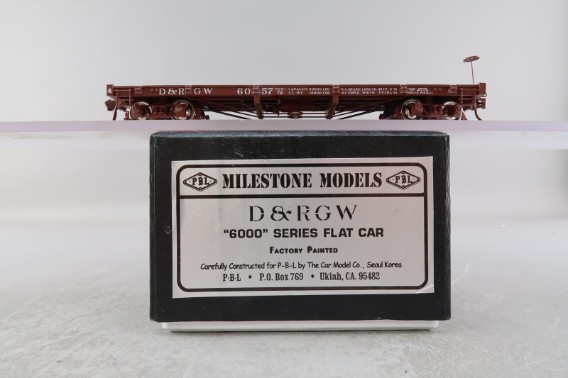 D&RGW 6057
PBL MILESTONE MODELS PBL
D&RGW
"6000" SERIES FLAT CAR
FACTORY PAINTED
Carefully Constructed for P-B-L by The Car Model Co., Seoul Korea
P-B-L • P.O. Box 769 • Ukiah, CA. 95482